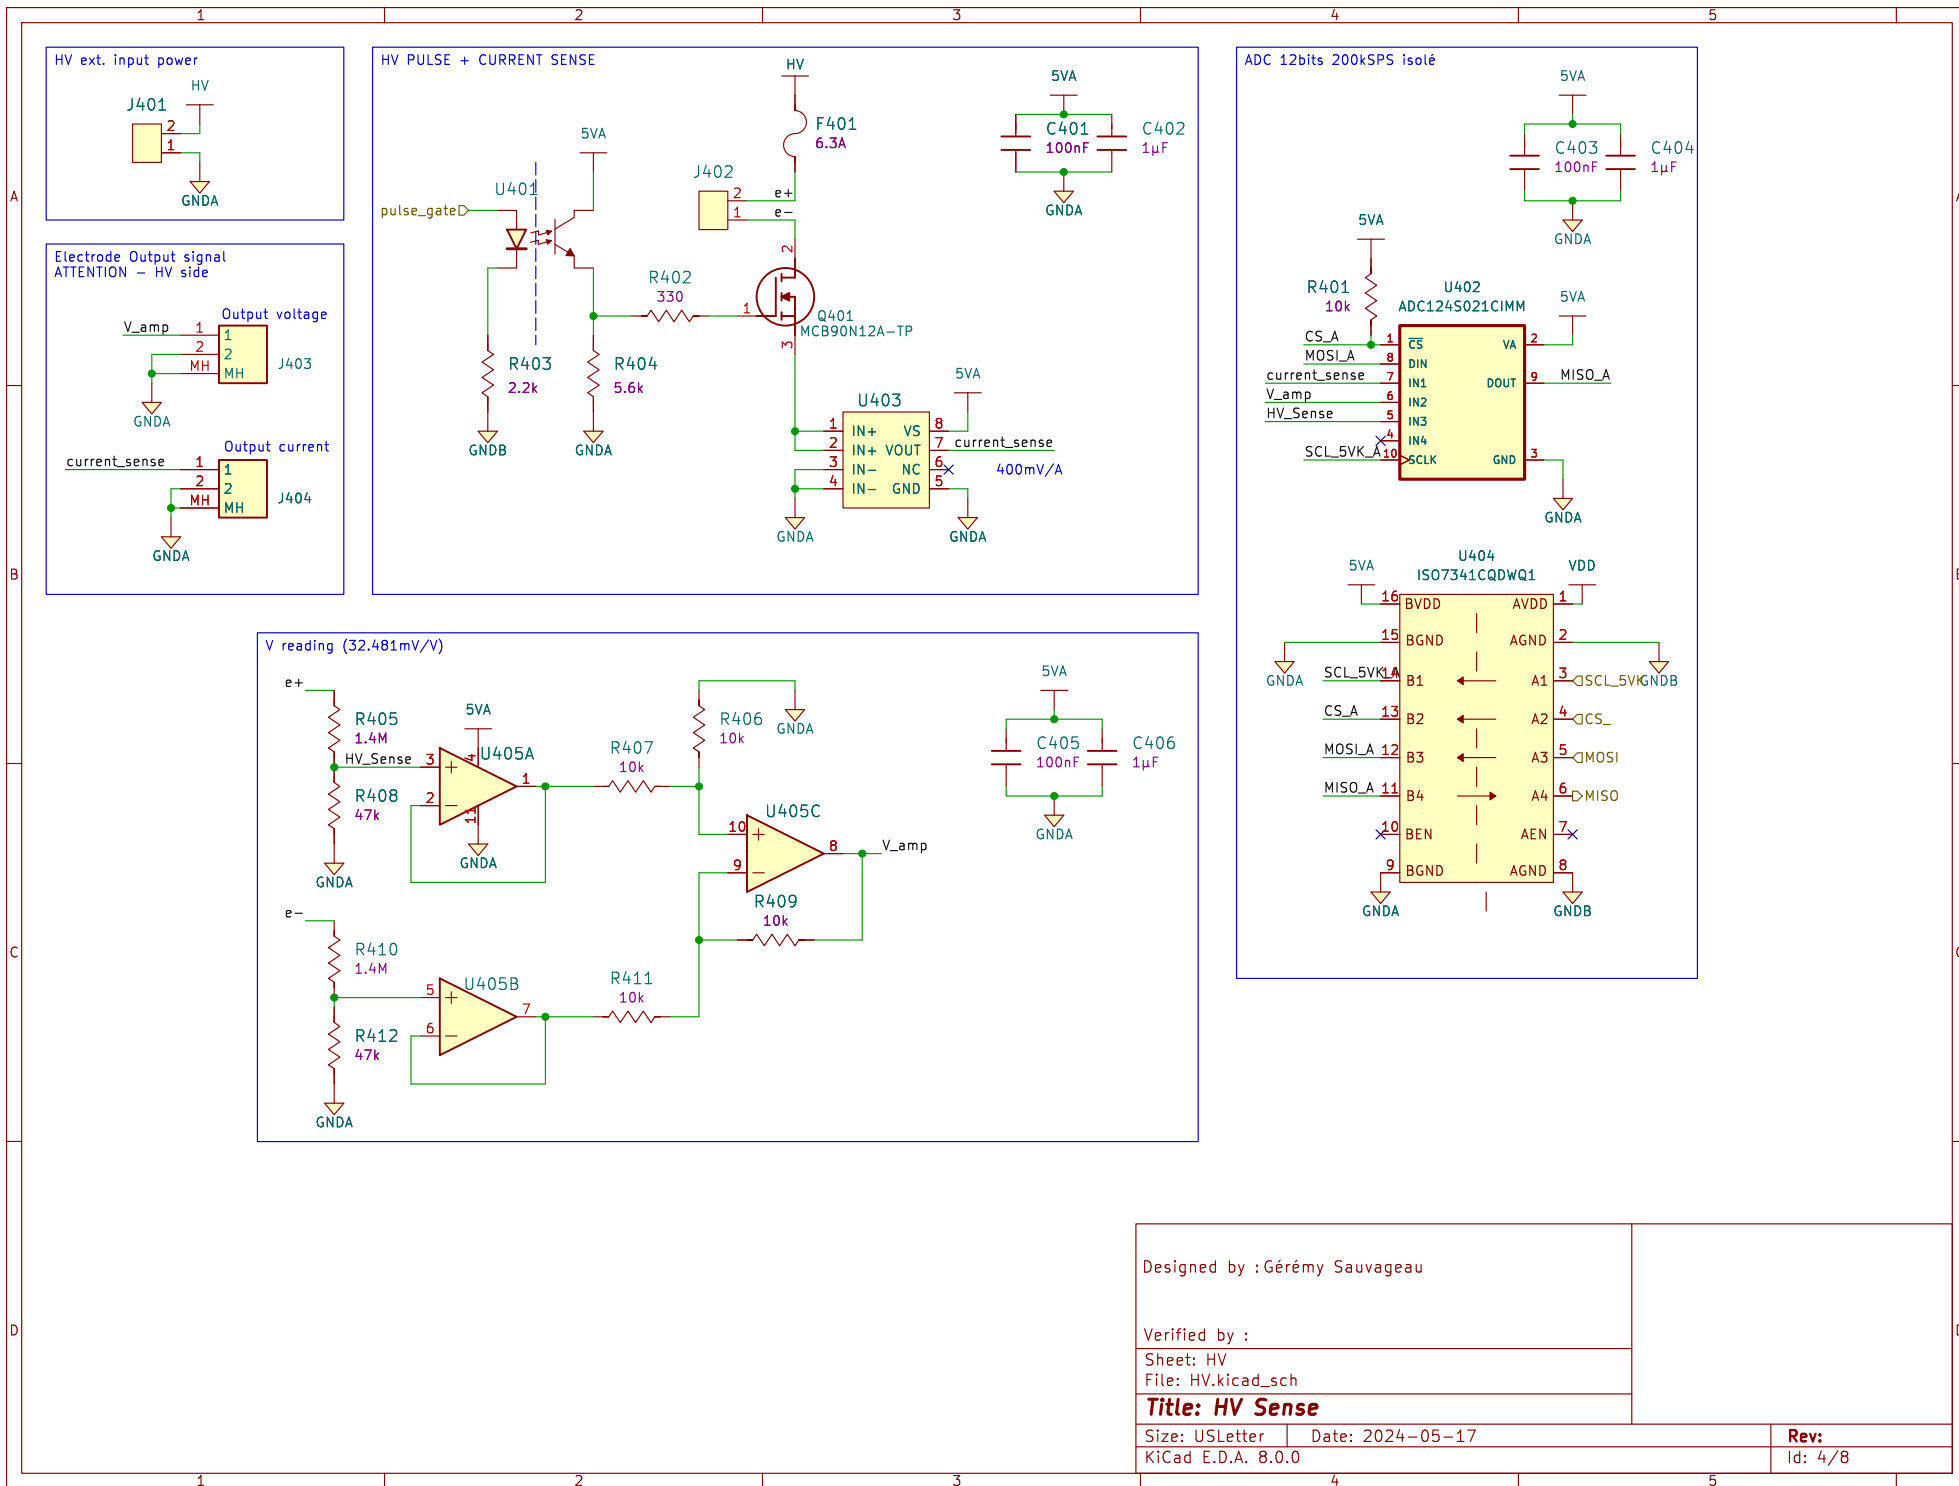 1 2 3 4 5
A
B
C
D
HV ext. input power
HV
J401
2
1
GNDA
Electrode Output signal
ATTENTION - HV side
Output voltage
V_amp 1 1
2 2
MH MH
J403
GNDA
Output current
current_sense 1 1
2 2
MH MH
J404
GNDA
HV PULSE + CURRENT SENSE
HV
F401
6.3A
5VA
U401
pulse_gate
J402
2 e+
1 e-
R402
330
1
2
3
Q401
MCB90N12A-TP
R403
2.2k
GNDB
R404
5.6k
GNDA
U403
5VA
1 IN+ VS 8
2 IN+ VOUT 7 current_sense
3 IN- NC 6
4 IN- GND 5
400mV/A
GNDA
GNDA
5VA
C401
100nF
C402
1µF
GNDA
ADC 12bits 200kSPS isolé
5VA
C403
100nF
C404
1µF
GNDA
5VA
R401
10k
U402
ADC124S021CIMM
5VA
CS_A 1 CS VA 2
MOSI_A 8 DIN
current_sense 7 IN1 DOUT 9 MISO_A
V_amp 6 IN2
HV_Sense 5 IN3
4 IN4
SCL_5VK_A 10 SCLK GND 3
GNDA
U404
ISO7341CQDWQ1
5VA
VDD
16 BVDD AVDD 1
15 BGND AGND 2
GNDA
GNDB
SCL_5VK_A 14 B1 A1 3 SCL_5VK
CS_A 13 B2 A2 4 CS_
MOSI_A 12 B3 A3 5 MOSI
MISO_A 11 B4 A4 6 MISO
10 BEN AEN 7
9 BGND AGND 8
GNDA
GNDB
V reading (32.481mV/V)
e+
R405
1.4M
HV_Sense
R408
47k
GNDA
5VA
U405A
3
2
4
11
1
GNDA
R407
10k
R406
10k
GNDA
U405C
10
9
8
V_amp
R409
10k
e-
R410
1.4M
R412
47k
GNDA
U405B
5
6
7
R411
10k
5VA
C405
100nF
C406
1µF
GNDA
Designed by : Gérémy Sauvageau
Verified by :
Sheet: HV
File: HV.kicad_sch
Title: HV Sense
Size: USLetter Date: 2024-05-17 Rev:
KiCad E.D.A. 8.0.0 Id: 4/8
1 2 3 4 5